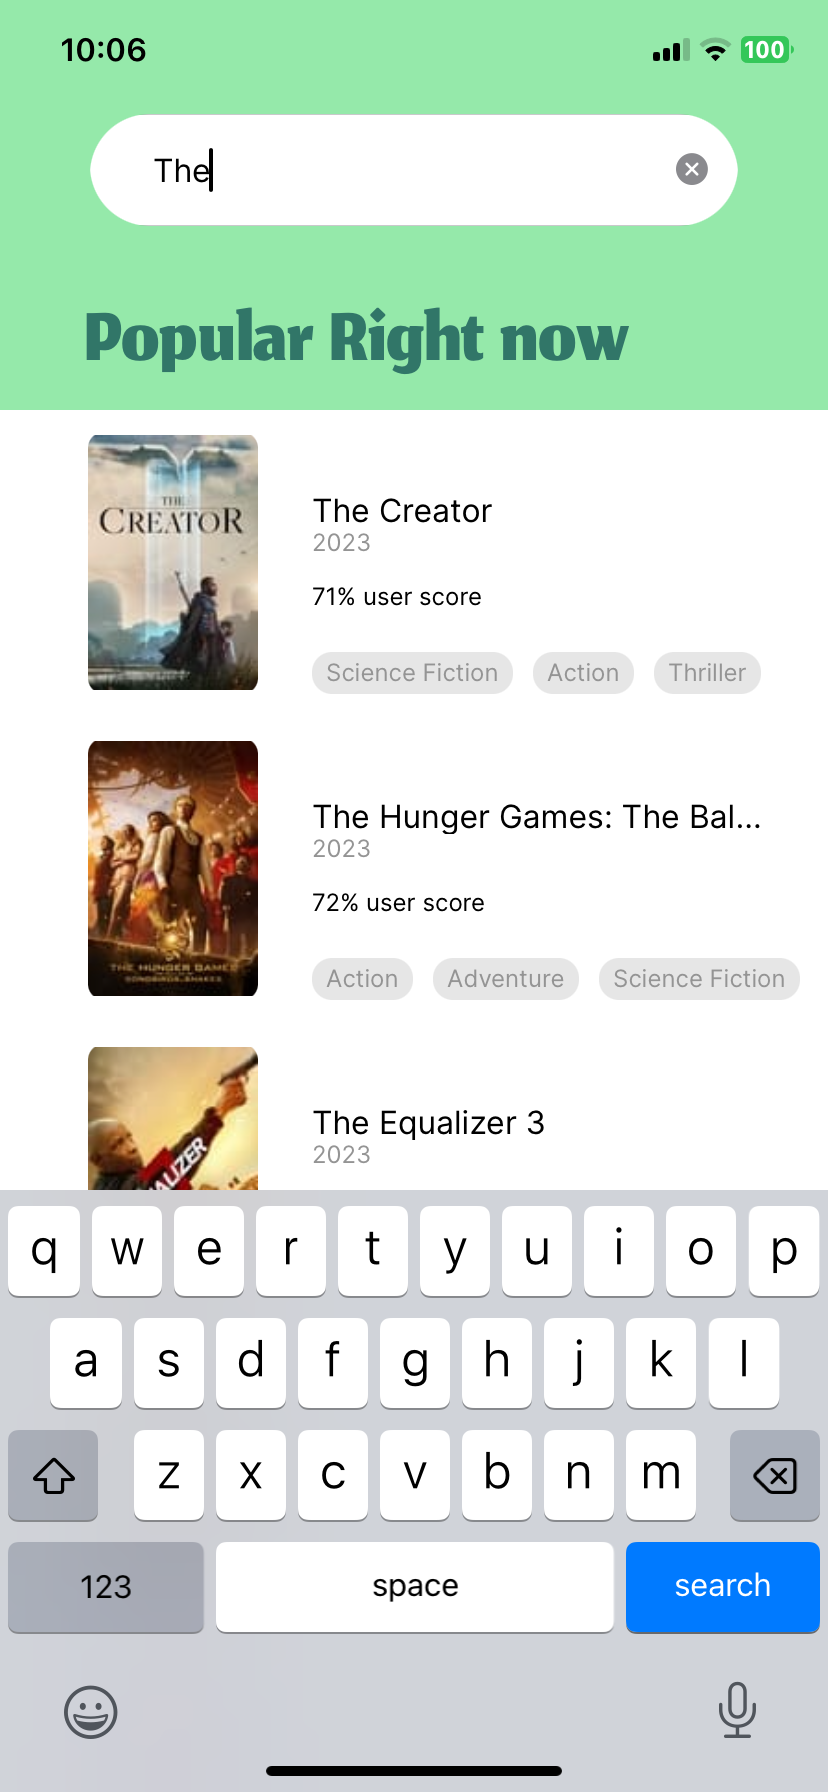 10:06
100
The
Popular Right now
THE
CREATOR
The Creator
2023
71% user score
Science Fiction Action Thriller
THE HUNGER GAMES
SONGBIRDS & SNAKES
The Hunger Games: The Bal...
2023
72% user score
Action Adventure Science Fiction
The Equalizer 3
2023
q w e r t y u i o p
a s d f g h j k l
z x c v b n m
123 space search